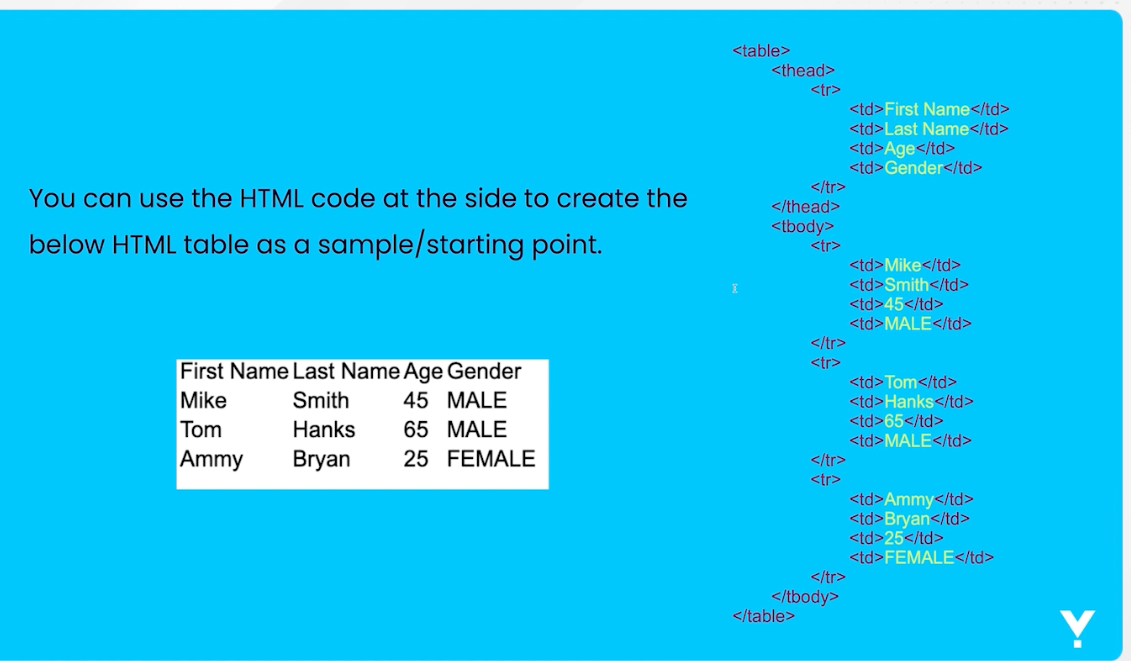 You can use the HTML code at the side to create the
below HTML table as a sample/starting point.
First Name Last Name Age Gender
Mike Smith 45 MALE
Tom Hanks 65 MALE
Ammy Bryan 25 FEMALE
<table>
<thead>
<tr>
<td>First Name</td>
<td>Last Name</td>
<td>Age</td>
<td>Gender</td>
</tr>
</thead>
<tbody>
<tr>
<td>Mike</td>
<td>Smith</td>
<td>45</td>
<td>MALE</td>
</tr>
<tr>
<td>Tom</td>
<td>Hanks</td>
<td>65</td>
<td>MALE</td>
</tr>
<tr>
<td>Ammy</td>
<td>Bryan</td>
<td>25</td>
<td>FEMALE</td>
</tr>
</tbody>
</table>